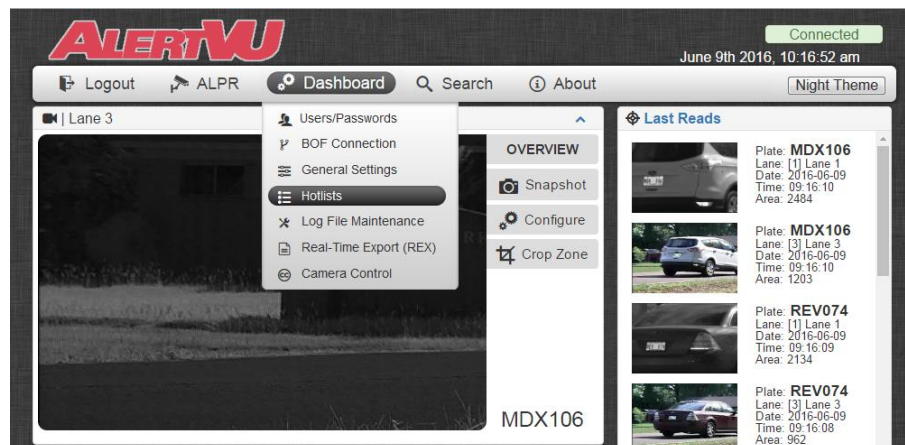 ALERTVU
Connected
June 9th 2016, 10:16:52 am
Logout ALPR Dashboard Search About Night Theme
| Lane 3
Users/Passwords
BOF Connection
General Settings
Hotlists
Log File Maintenance
Real-Time Export (REX)
Camera Control
OVERVIEW
Snapshot
Configure
Crop Zone
MDX106
Last Reads
Plate: MDX106
Lane: [1] Lane 1
Date: 2016-06-09
Time: 09:16:10
Area: 2484
Plate: MDX106
Lane: [3] Lane 3
Date: 2016-06-09
Time: 09:16:10
Area: 1203
Plate: REV074
Lane: [1] Lane 1
Date: 2016-06-09
Time: 09:16:09
Area: 2134
Plate: REV074
Lane: [3] Lane 3
Date: 2016-06-09
Time: 09:16:08
Area: 962